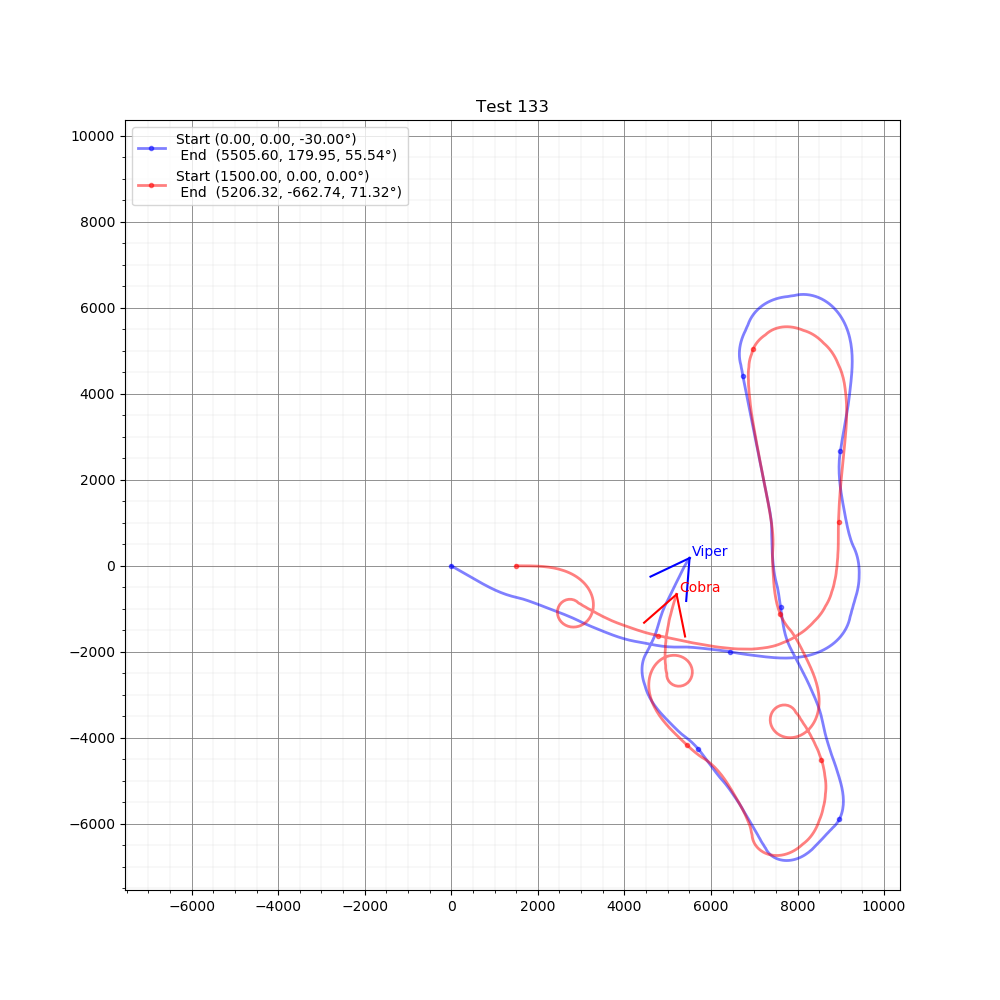 Test 133
Start (0.00, 0.00, -30.00°)
End (5505.60, 179.95, 55.54°)
Start (1500.00, 0.00, 0.00°)
End (5206.32, -662.74, 71.32°)
10000
8000
6000
4000
2000
0
−2000
−4000
−6000
Viper
Cobra
−6000 −4000 −2000 0 2000 4000 6000 8000 10000